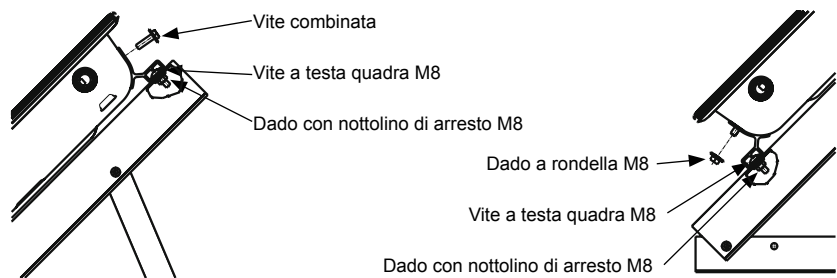 Vite combinata
Vite a testa quadra M8
Dado con nottolino di arresto M8
Dado a rondella M8
Vite a testa quadra M8
Dado con nottolino di arresto M8